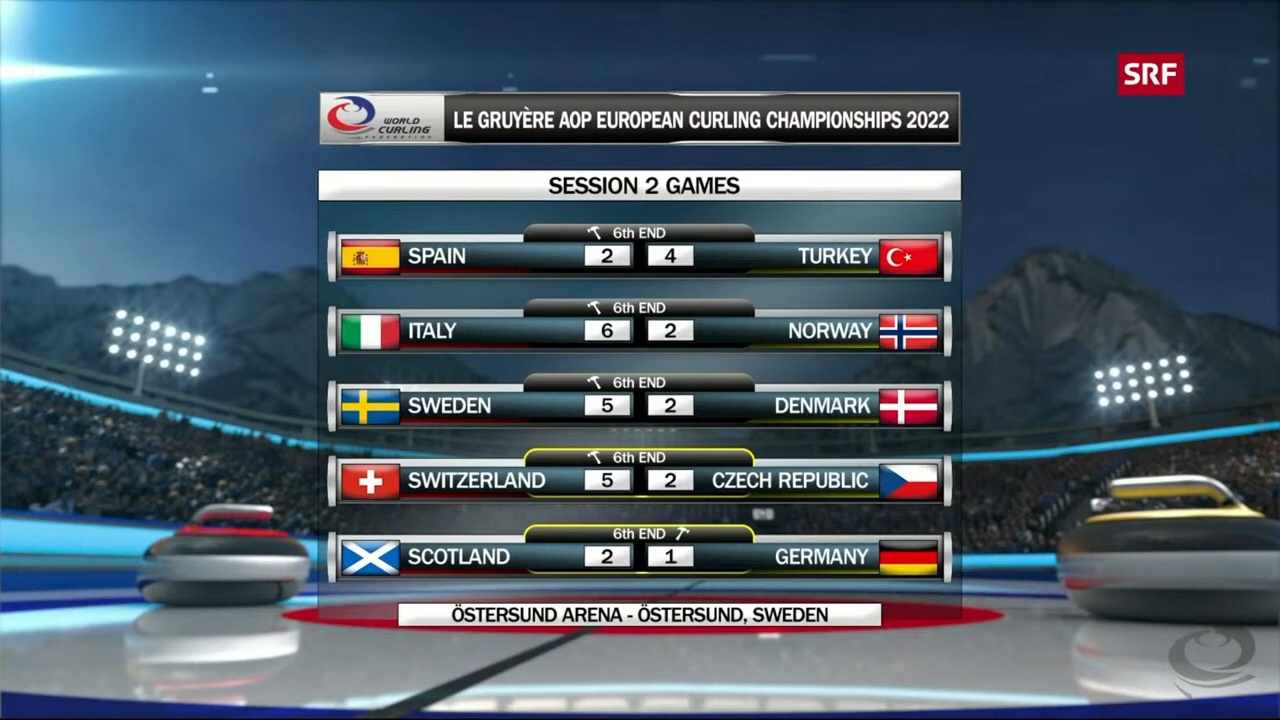 SRF
WORLD
CURLING
FEDERATION
LE GRUYÈRE AOP EUROPEAN CURLING CHAMPIONSHIPS 2022
SESSION 2 GAMES
6th END
SPAIN 2 4 TURKEY
6th END
ITALY 6 2 NORWAY
6th END
SWEDEN 5 2 DENMARK
6th END
SWITZERLAND 5 2 CZECH REPUBLIC
6th END
SCOTLAND 2 1 GERMANY
ÖSTERSUND ARENA - ÖSTERSUND, SWEDEN